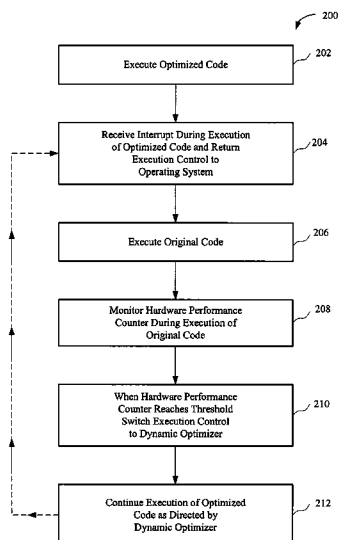 200
Execute Optimized Code
202
Receive Interrupt During Execution
of Optimized Code and Return
Execution Control to
Operating System
204
Execute Original Code
206
Monitor Hardware Performance
Counter During Execution of
Original Code
208
When Hardware Performance
Counter Reaches Threshold
Switch Execution Control
to Dynamic Optimizer
210
Continue Execution of Optimized
Code as Directed by
Dynamic Optimizer
212